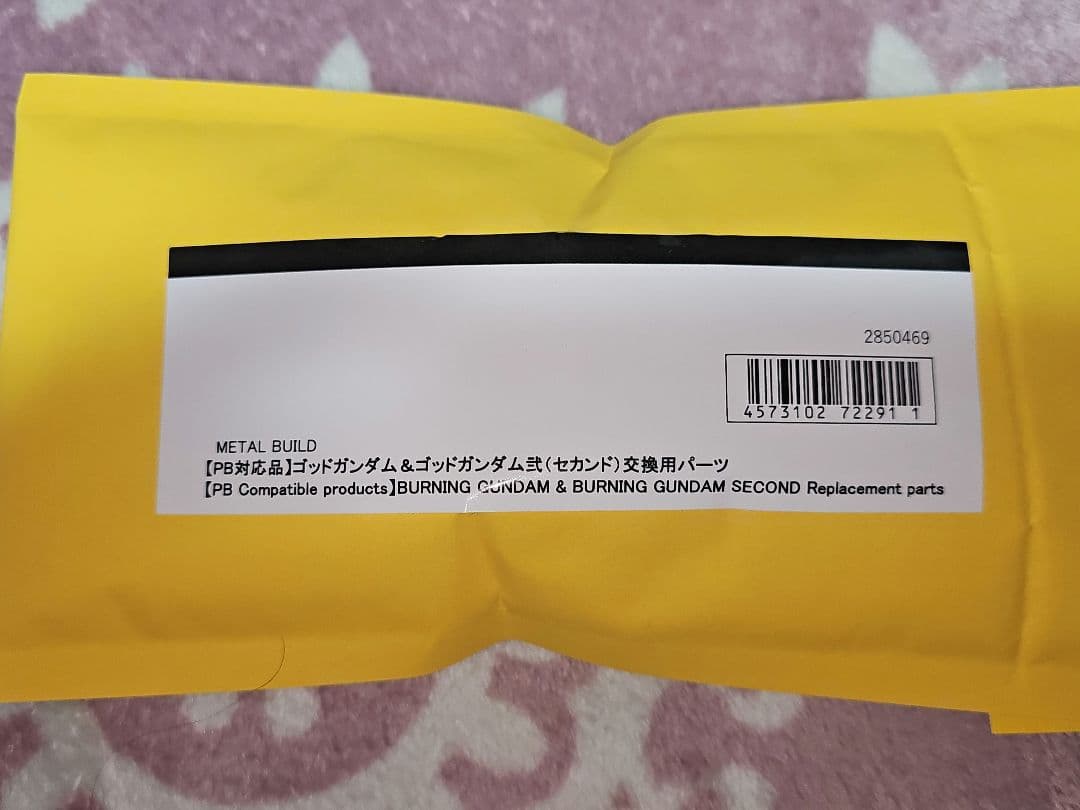 2850469
4573102 72291 1
METAL BUILD
【PB対応品】ゴッドガンダム&ゴッドガンダム弐(セカンド)交換用パーツ
【PB Compatible products】BURNING GUNDAM & BURNING GUNDAM SECOND Replacement parts